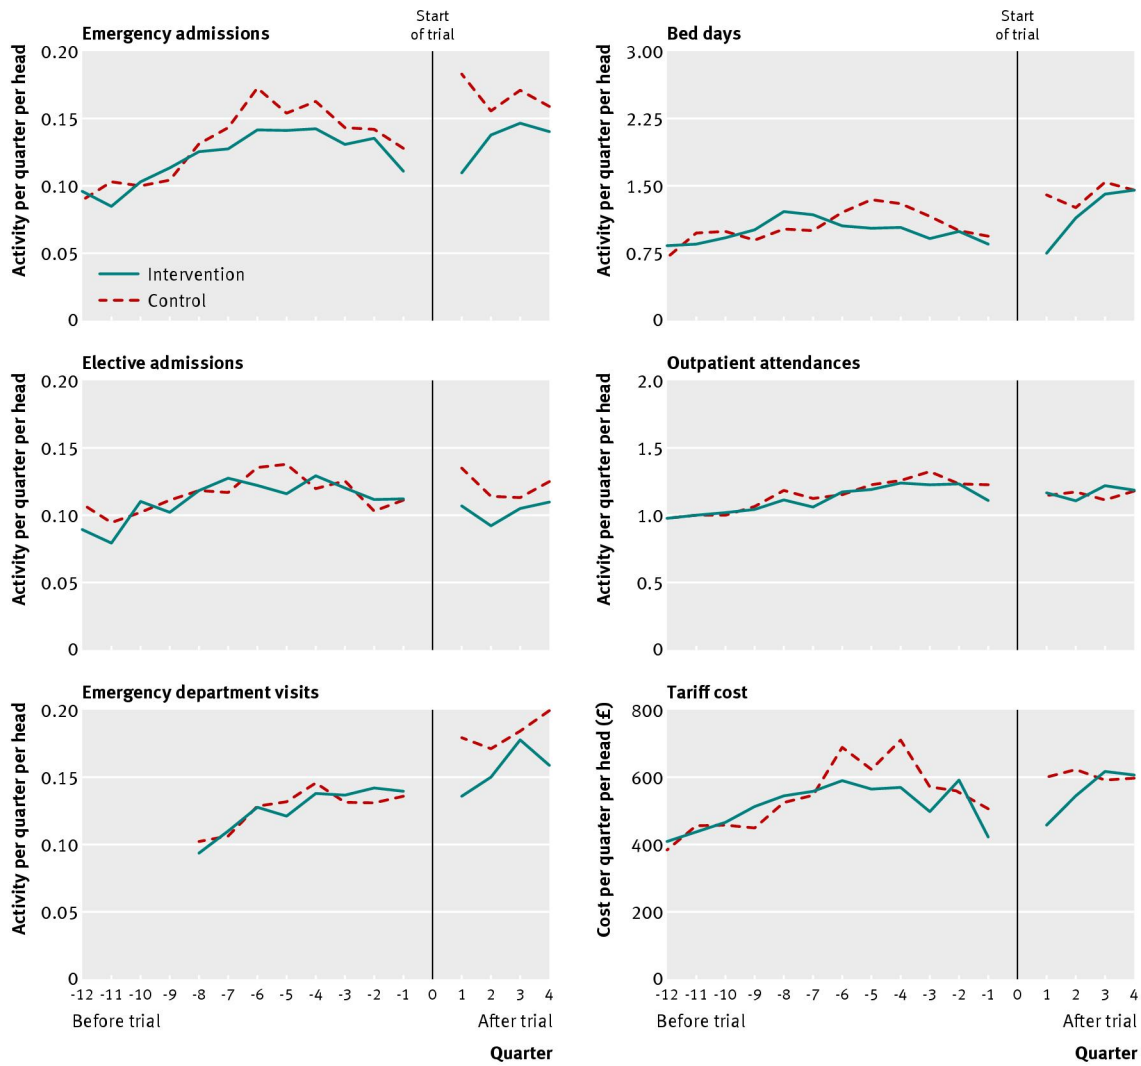 Start
of trial
Emergency admissions
Activity per quarter per head
0.20
0.15
0.10
0.05
0
Intervention
Control
Start
of trial
Bed days
Activity per quarter per head
3.00
2.25
1.50
0.75
0
Elective admissions
Activity per quarter per head
0.20
0.15
0.10
0.05
0
Outpatient attendances
Activity per quarter per head
2.0
1.5
1.0
0.5
0
Emergency department visits
Activity per quarter per head
0.20
0.15
0.10
0.05
0
-12 -11 -10 -9 -8 -7 -6 -5 -4 -3 -2 -1 0 1 2 3 4
Before trial After trial
Quarter
Tariff cost
Cost per quarter per head (£)
800
600
400
200
0
-12 -11 -10 -9 -8 -7 -6 -5 -4 -3 -2 -1 0 1 2 3 4
Before trial After trial
Quarter